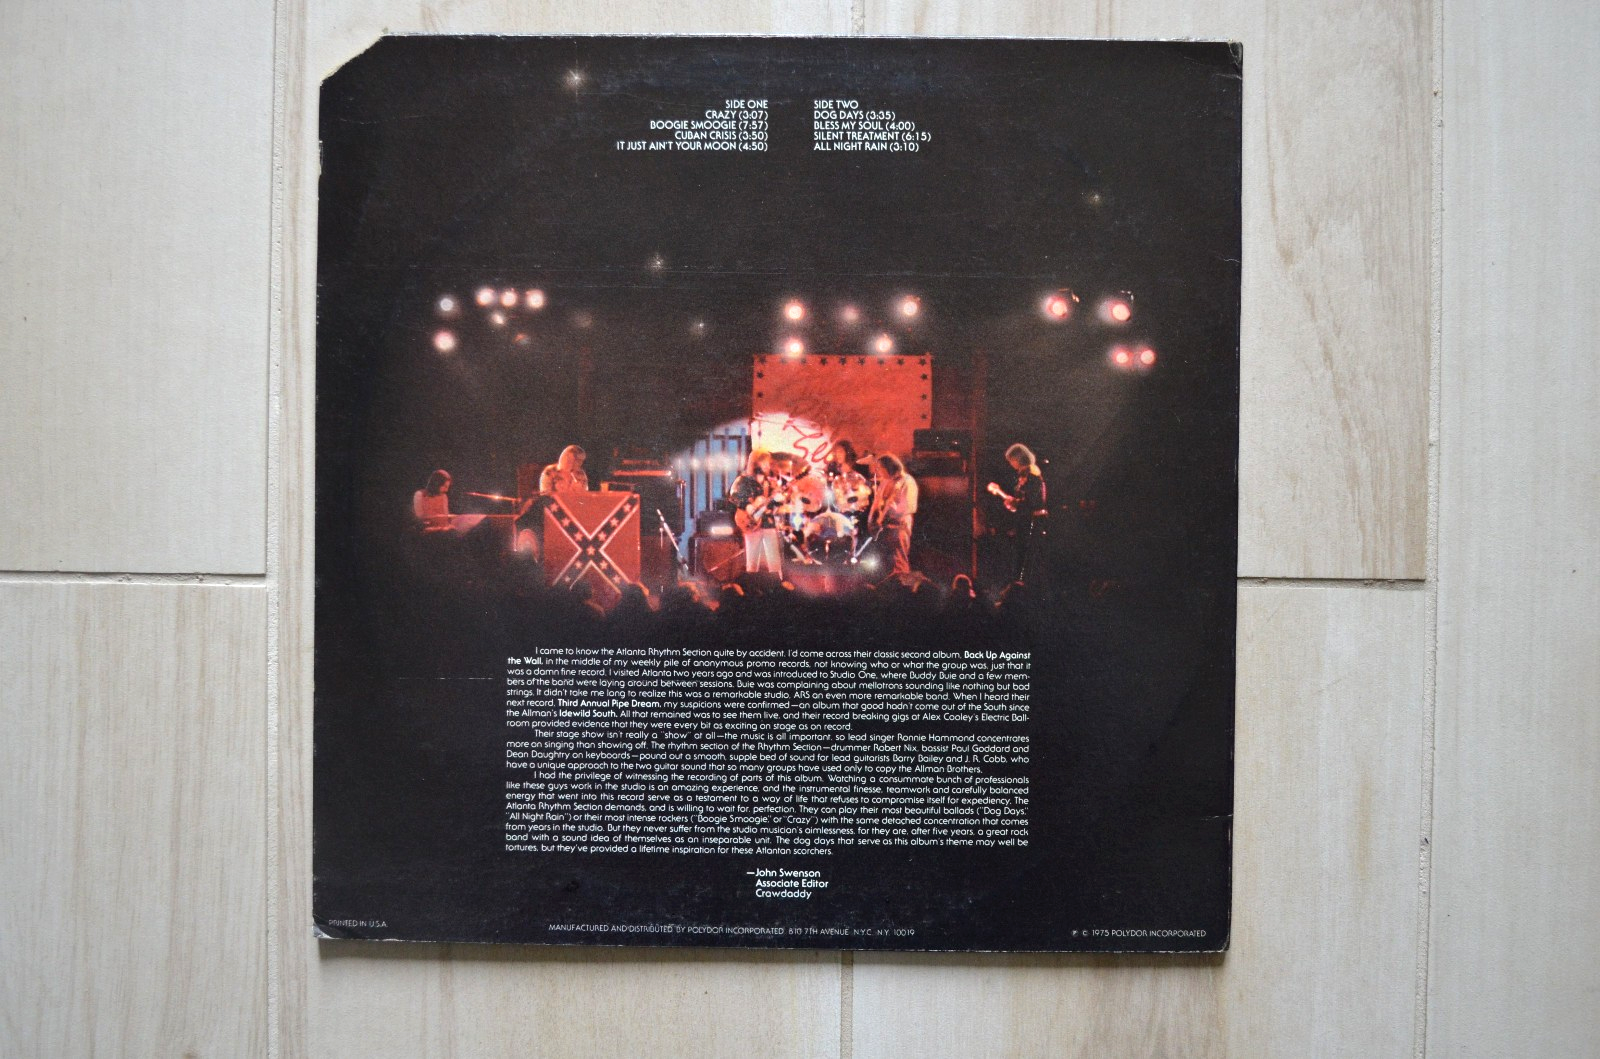 SIDE ONE
CRAZY (3:07)
BOOGIE SMOOGIE (7:57)
CUBAN CRISIS (3:50)
IT JUST AIN'T YOUR MOON (4:50)
SIDE TWO
DOG DAYS (3:35)
BLESS MY SOUL (4:00)
SILENT TREATMENT (6:15)
ALL NIGHT RAIN (3:10)
I came to know the Atlanta Rhythm Section quite by accident. I'd come across their classic second album, Back Up Against
the Wall, in the middle of my weekly pile of anonymous promo records, not knowing who or what the group was, just that it
was a damn fine record. I visited Atlanta two years ago and was introduced to Studio One, where Buddy Buie and a few mem-
bers of the band were laying around between sessions. Buie was complaining about mellotrons sounding like nothing but bad
strings. It didn't take me long to realize this was a remarkable studio, ARS an even more remarkable band. When I heard their
next record, Third Annual Pipe Dream, my suspicions were confirmed—an album that good hadn't come out of the South since
the Allman's Idewild South. All that remained was to see them live, and their record breaking gigs at Alex Cooley's Electric Ball-
room provided evidence that they were every bit as exciting on stage as on record.
Their stage show isn't really a "show" at all—the music is all important, so lead singer Ronnie Hammond concentrates
more on singing than showing off. The rhythm section of the Rhythm Section—drummer Robert Nix, bassist Paul Goddard and
Dean Daughtry on keyboards—pound out a smooth, supple bed of sound for lead guitarists Barry Bailey and J. R. Cobb, who
have a unique approach to the two guitar sound that so many groups have used only to copy the Allman Brothers.
I had the privilege of witnessing the recording of parts of this album. Watching a consummate bunch of professionals
like these guys work in the studio is an amazing experience, and the instrumental finesse, teamwork and carefully balanced
energy that went into this record serve as a testament to a way of life that refuses to compromise itself for expediency. The
Atlanta Rhythm Section demands, and is willing to wait for, perfection. They can play their most beautiful ballads ("Dog Days,"
"All Night Rain") or their most intense rockers ("Boogie Smoogie," or "Crazy") with the same detached concentration that comes
from years in the studio. But they never suffer from the studio musician's aimlessness, for they are, after five years, a great rock
band with a sound idea of themselves as an inseparable unit. The dog days that serve as this album's theme may well be
tortures, but they've provided a lifetime inspiration for these Atlantan scorchers.
—John Swenson
Associate Editor
Crawdaddy
PRINTED IN U.S.A.
MANUFACTURED AND DISTRIBUTED BY POLYDOR INCORPORATED, 810 7TH AVENUE, N.Y.C., N.Y. 10019
℗ © 1975 POLYDOR INCORPORATED